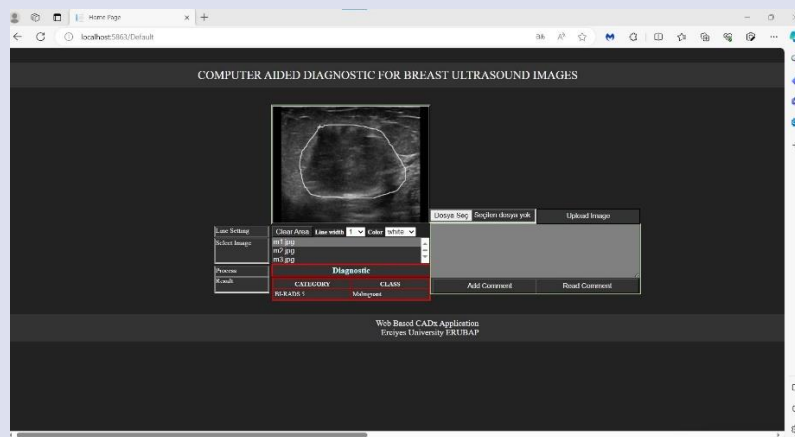 Home Page
localhost:5863/Default
COMPUTER AIDED DIAGNOSTIC FOR BREAST ULTRASOUND IMAGES
Dosya Seç Seçilen dosya yok Upload Image
Line Setting Clear Area Line width 1 Color white
Select Image m1.jpg
m2.jpg
m3.jpg
Process Diagnostic
Result CATEGORY CLASS
BI-RADS 5 Malingnant
Add Comment Read Comment
Web Based CADx Application
Erciyes University ERUBAP